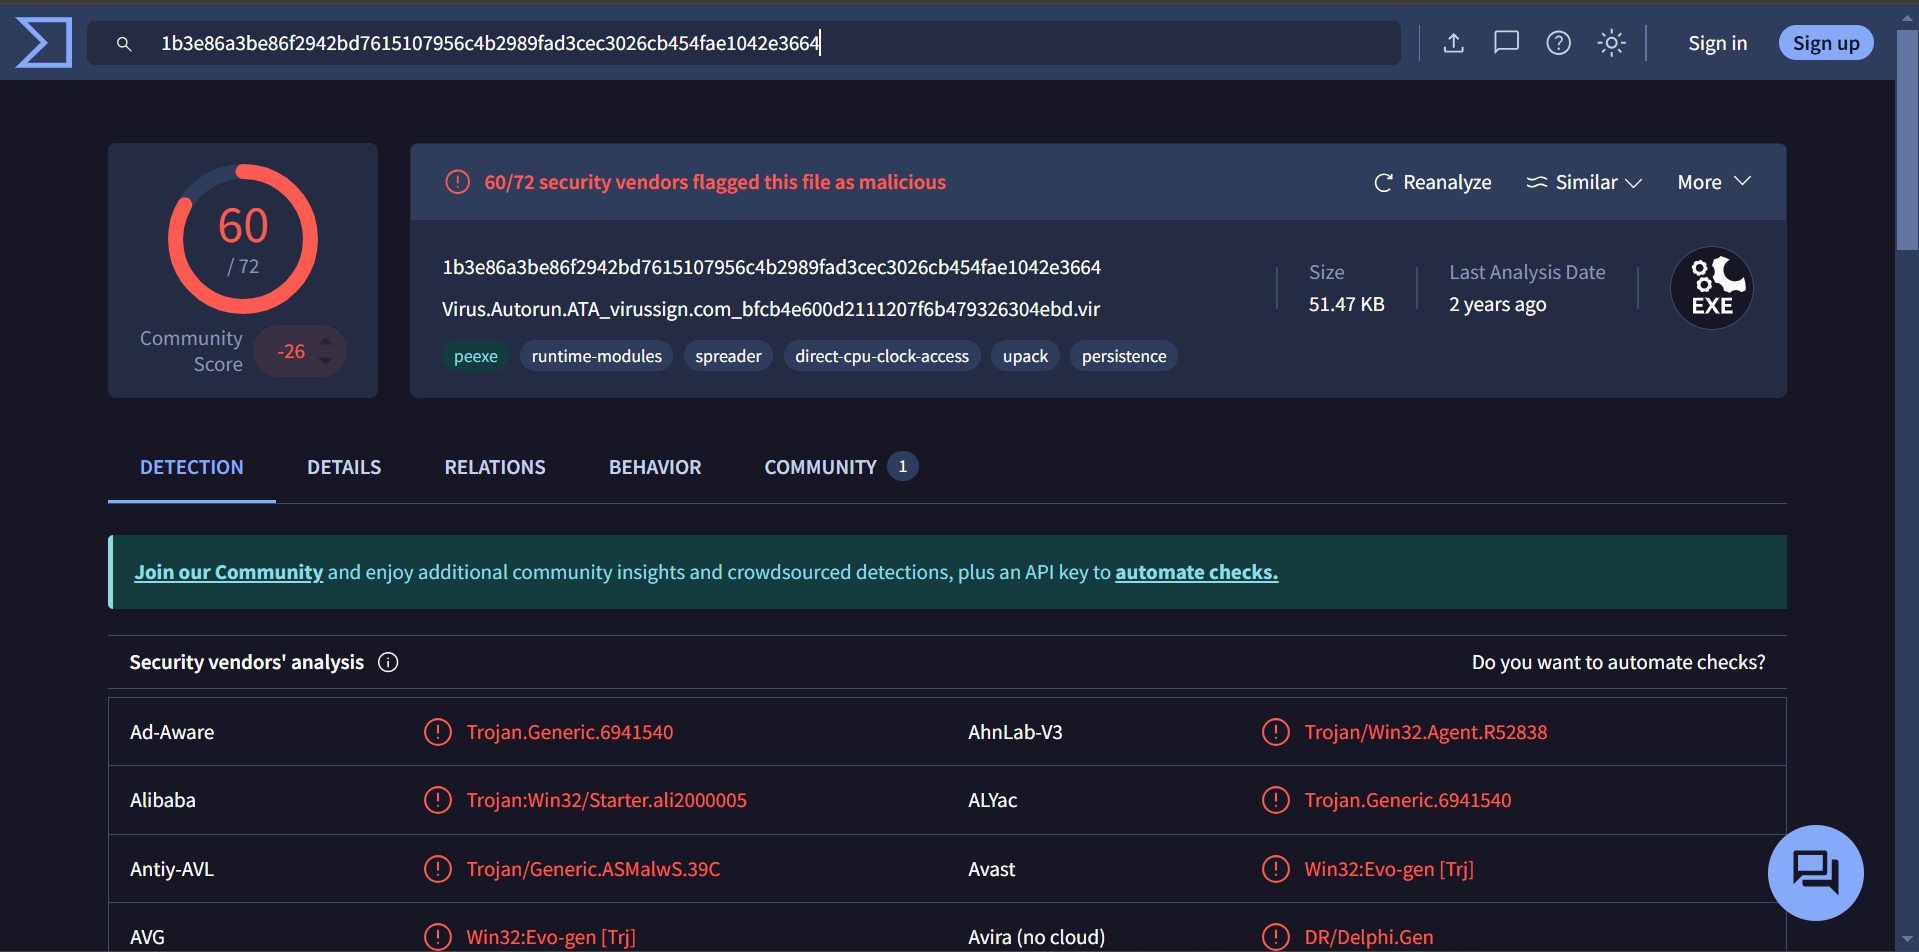 1b3e86a3be86f2942bd7615107956c4b2989fad3cec3026cb454fae1042e3664
Sign in
Sign up
60
/ 72
Community
Score
-26
60/72 security vendors flagged this file as malicious
Reanalyze
Similar
More
1b3e86a3be86f2942bd7615107956c4b2989fad3cec3026cb454fae1042e3664
Virus.Autorun.ATA_virussign.com_bfcb4e600d2111207f6b479326304ebd.vir
peexe
runtime-modules
spreader
direct-cpu-clock-access
upack
persistence
Size
51.47 KB
Last Analysis Date
2 years ago
EXE
DETECTION
DETAILS
RELATIONS
BEHAVIOR
COMMUNITY
1
Join our Community and enjoy additional community insights and crowdsourced detections, plus an API key to automate checks.
Security vendors' analysis
Do you want to automate checks?
Ad-Aware
Trojan.Generic.6941540
AhnLab-V3
Trojan/Win32.Agent.R52838
Alibaba
Trojan:Win32/Starter.ali2000005
ALYac
Trojan.Generic.6941540
Antiy-AVL
Trojan/Generic.ASMalwS.39C
Avast
Win32:Evo-gen [Trj]
AVG
Win32:Evo-gen [Trj]
Avira (no cloud)
DR/Delphi.Gen